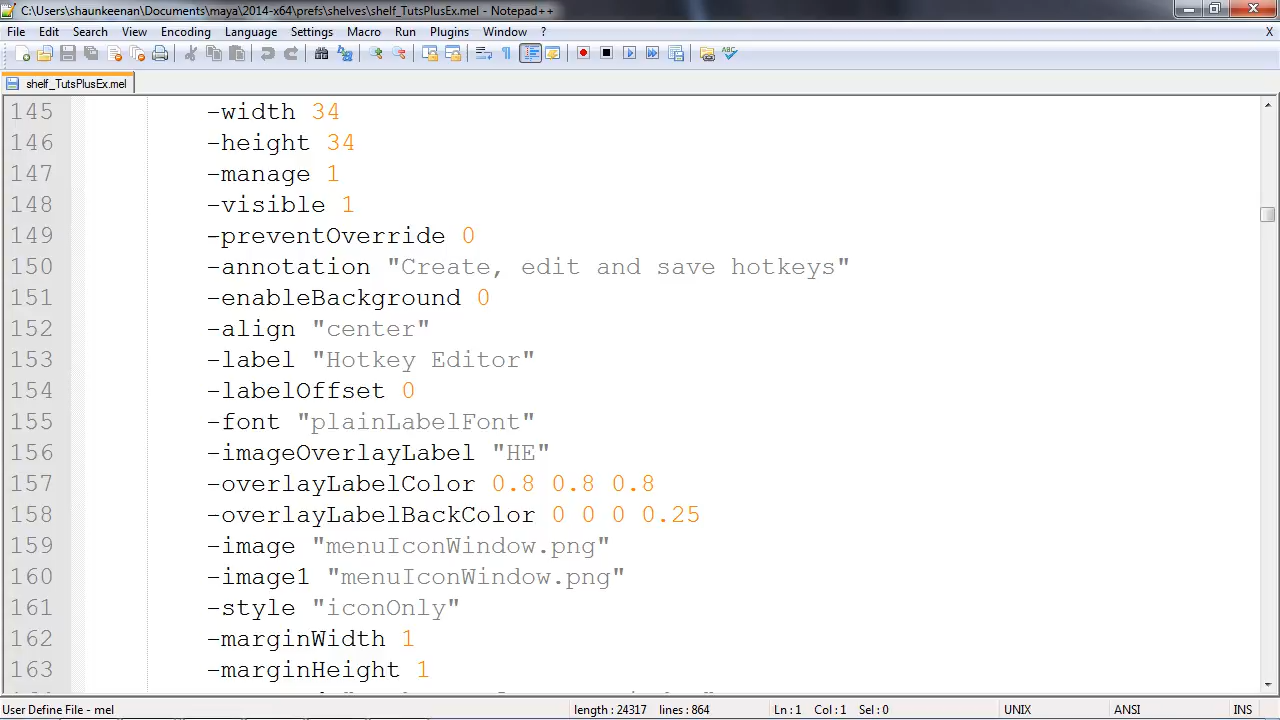 C:\Users\shaunkeenan\Documents\maya\2014-x64\prefs\shelves\shelf_TutsPlusEx.mel - Notepad++
File Edit Search View Encoding Language Settings Macro Run Plugins Window ? X
shelf_TutsPlusEx.mel
145 -width 34
146 -height 34
147 -manage 1
148 -visible 1
149 -preventOverride 0
150 -annotation "Create, edit and save hotkeys"
151 -enableBackground 0
152 -align "center"
153 -label "Hotkey Editor"
154 -labelOffset 0
155 -font "plainLabelFont"
156 -imageOverlayLabel "HE"
157 -overlayLabelColor 0.8 0.8 0.8
158 -overlayLabelBackColor 0 0 0 0.25
159 -image "menuIconWindow.png"
160 -image1 "menuIconWindow.png"
161 -style "iconOnly"
162 -marginWidth 1
163 -marginHeight 1
User Define File - mel length : 24317 lines : 864 Ln : 1 Col : 1 Sel : 0 UNIX ANSI INS